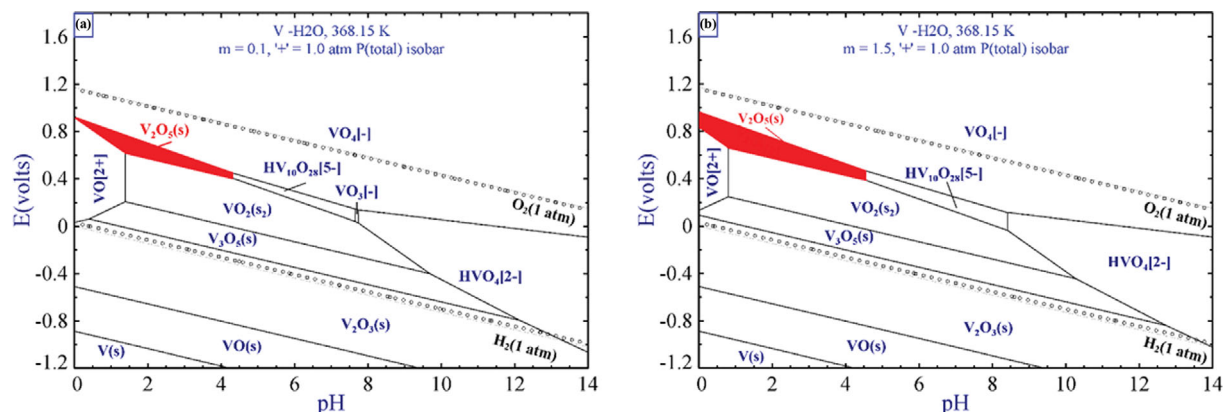 (a)
V -H2O, 368.15 K
m = 0.1, '+' = 1.0 atm P(total) isobar
1.6
1.2
0.8
0.4
0
-0.4
-0.8
-1.2
E(volts)
V₂O₅(s)
VO₄[-]
HV₁₀O₂₈[5-]
VO₃[-]
VO[2+]
VO₂(s₂)
O₂(1 atm)
V₃O₅(s)
HVO₄[2-]
V₂O₃(s)
H₂(1 atm)
VO(s)
V(s)
0 2 4 6 8 10 12 14
pH
(b)
V -H2O, 368.15 K
m = 1.5, '+' = 1.0 atm P(total) isobar
1.6
1.2
0.8
0.4
0
-0.4
-0.8
-1.2
E(volts)
V₂O₅(s)
VO₄[-]
HV₁₀O₂₈[5-]
VO[2+]
VO₂(s₂)
O₂(1 atm)
V₃O₅(s)
HVO₄[2-]
V₂O₃(s)
H₂(1 atm)
VO(s)
V(s)
0 2 4 6 8 10 12 14
pH